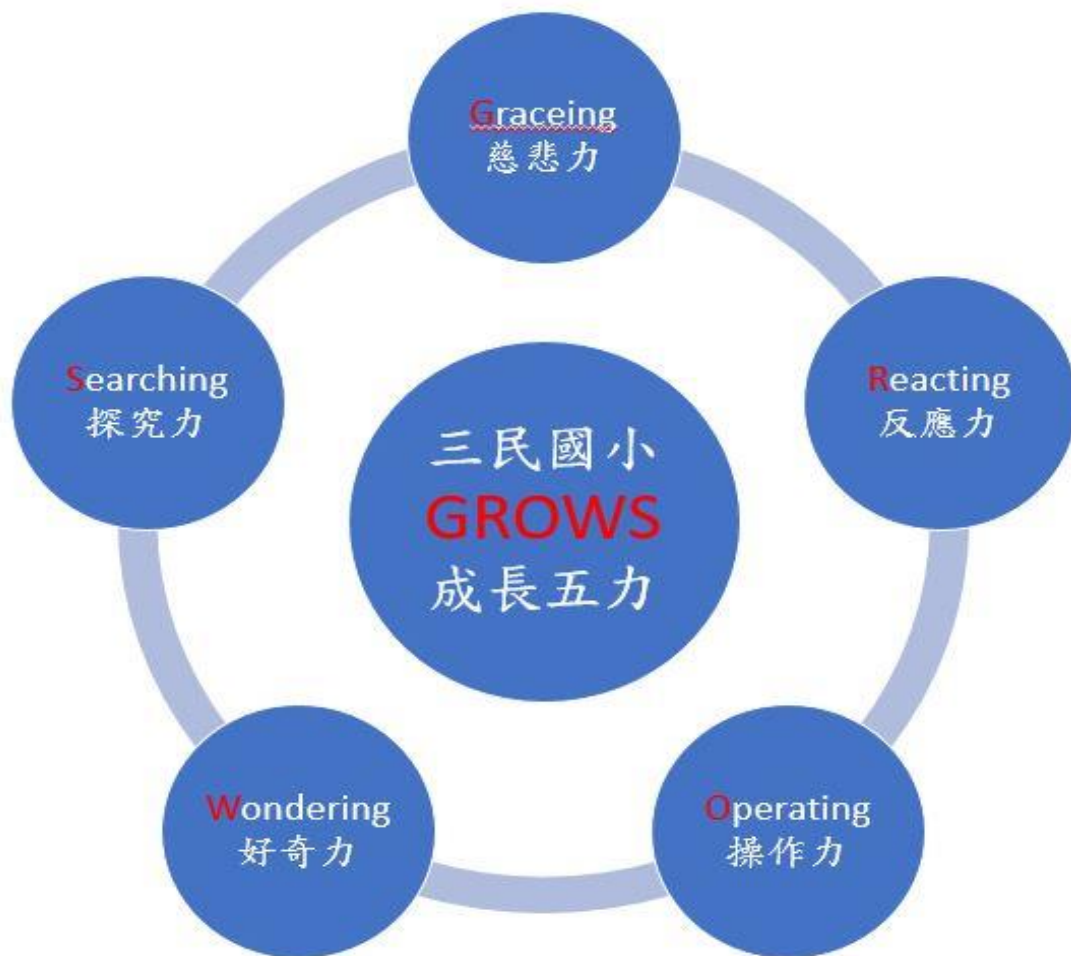 Graceing
慈悲力
Reacting
反應力
Operating
操作力
Wondering
好奇力
Searching
探究力
三民國小
GROWS
成長五力